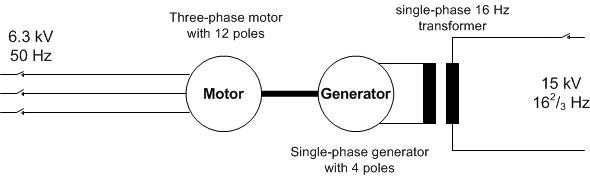 6.3 kV
50 Hz
Three-phase motor
with 12 poles
Motor
Generator
Single-phase generator
with 4 poles
single-phase 16 Hz
transformer
15 kV
16²/₃ Hz